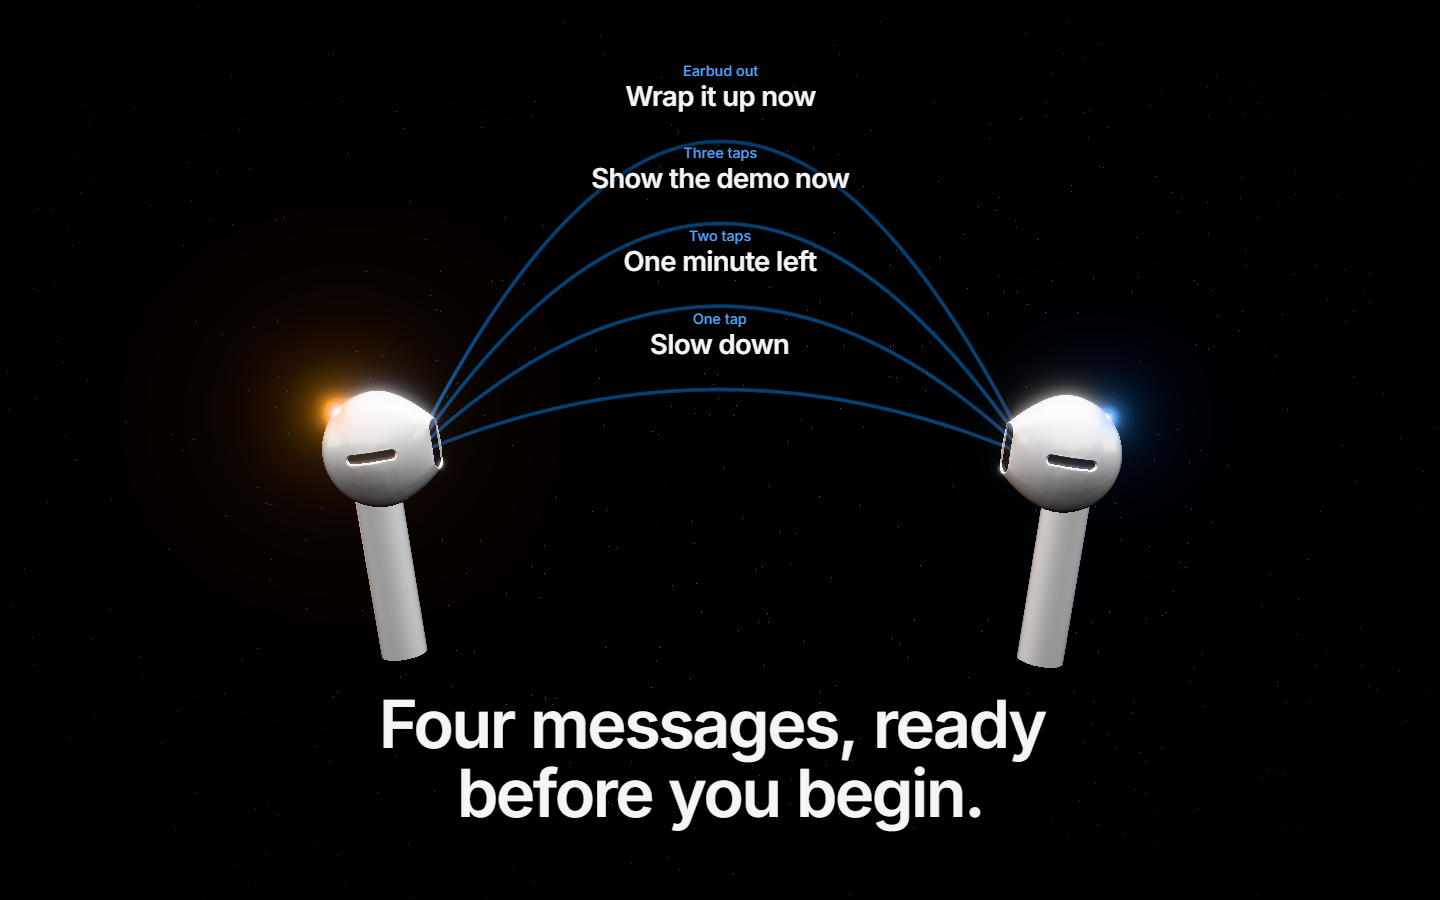 Earbud out
Wrap it up now
Three taps
Show the demo now
Two taps
One minute left
One tap
Slow down
Four messages, ready
before you begin.